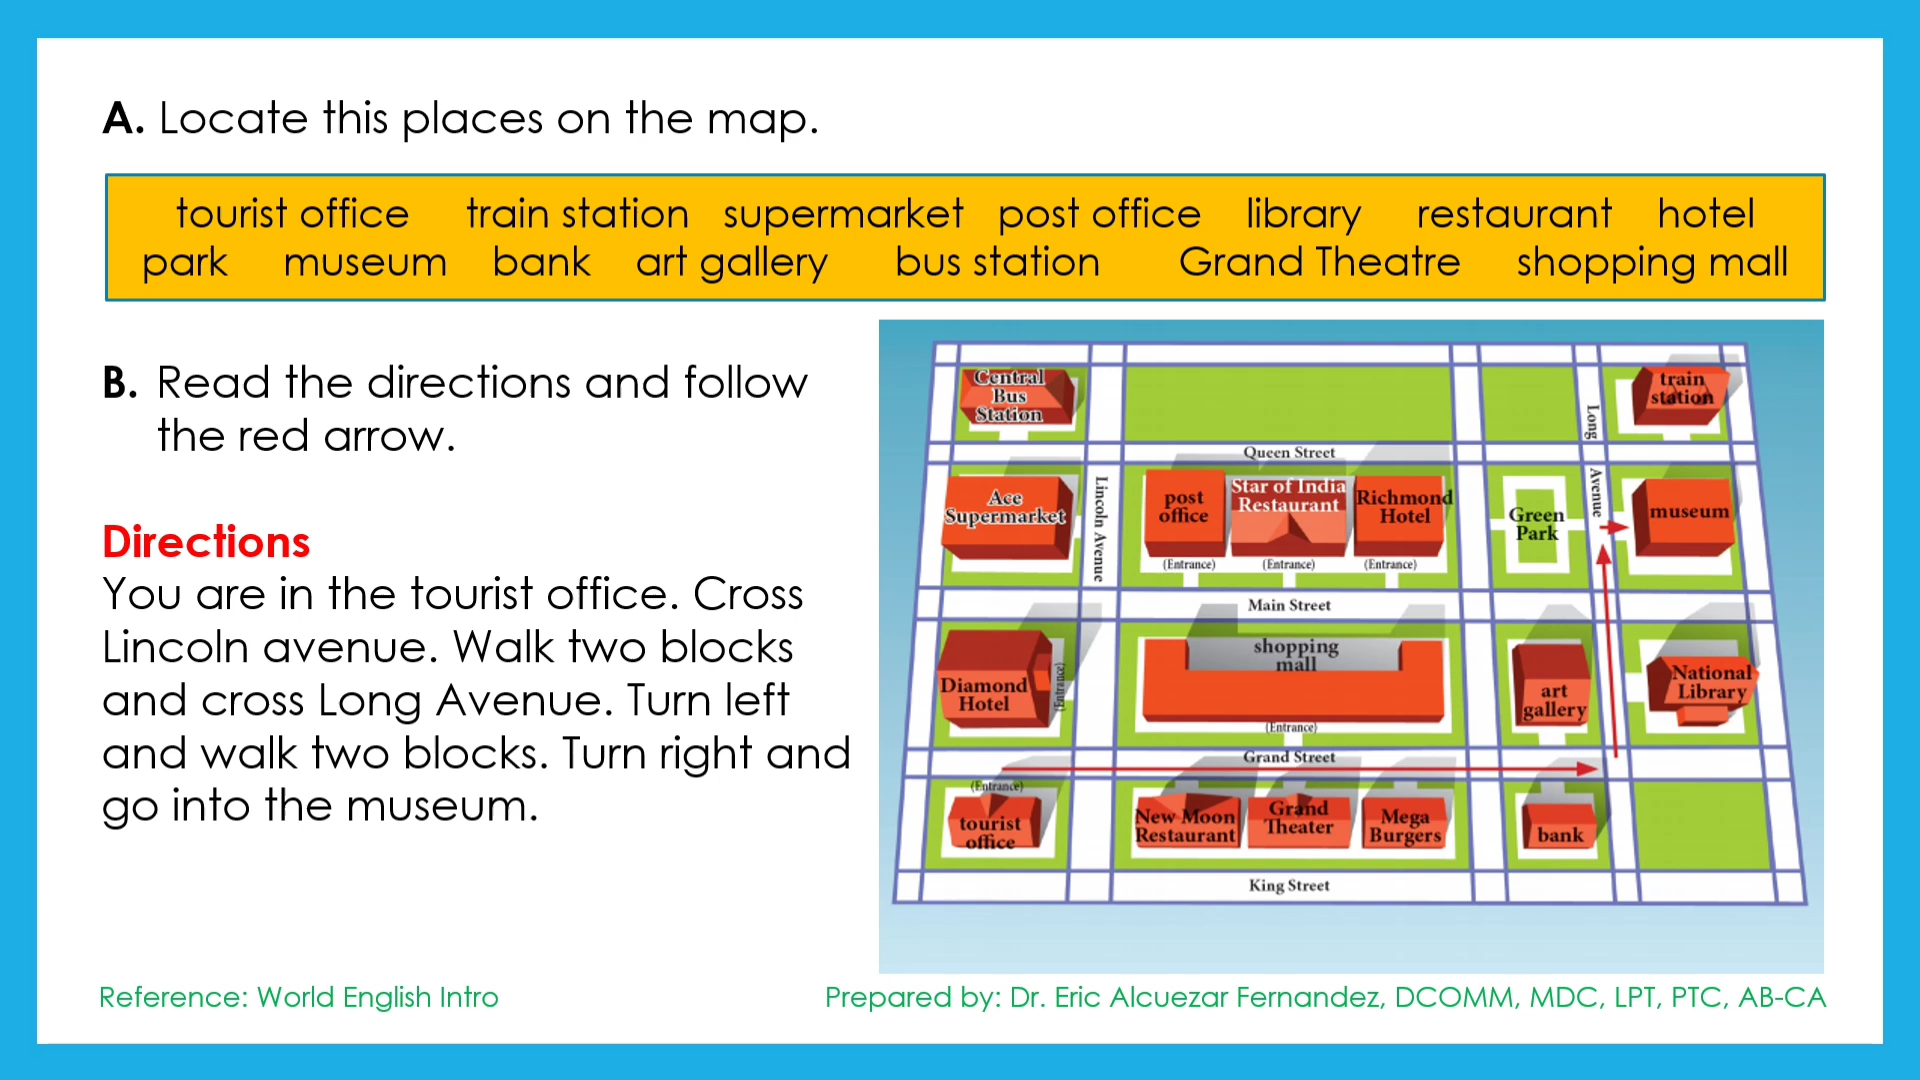 A. Locate this places on the map.
tourist office train station supermarket post office library restaurant hotel
park museum bank art gallery bus station Grand Theatre shopping mall
B. Read the directions and follow
the red arrow.
Directions
You are in the tourist office. Cross
Lincoln avenue. Walk two blocks
and cross Long Avenue. Turn left
and walk two blocks. Turn right and
go into the museum.
Central
Bus
Station
train
station
Long
Avenue
Queen Street
Ace
Supermarket
Lincoln Avenue
post
office
(Entrance)
Star of India
Restaurant
(Entrance)
Richmond
Hotel
(Entrance)
Green
Park
museum
Main Street
Diamond
Hotel
(Entrance)
shopping
mall
(Entrance)
art
gallery
National
Library
Grand Street
(Entrance)
tourist
office
New Moon
Restaurant
Grand
Theater
Mega
Burgers
bank
King Street
Reference: World English Intro
Prepared by: Dr. Eric Alcuezar Fernandez, DCOMM, MDC, LPT, PTC, AB-CA